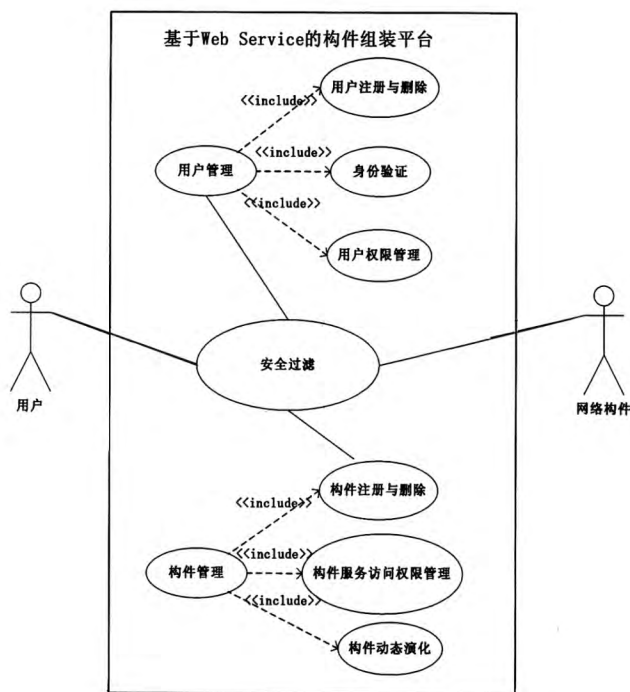 基于Web Service的构件组装平台
用户注册与删除
<<include>>
<<include>>
用户管理
身份验证
<<include>>
用户权限管理
安全过滤
用户
网络构件
构件注册与删除
<<include>>
<<include>>
构件管理
构件服务访问权限管理
<<include>>
构件动态演化